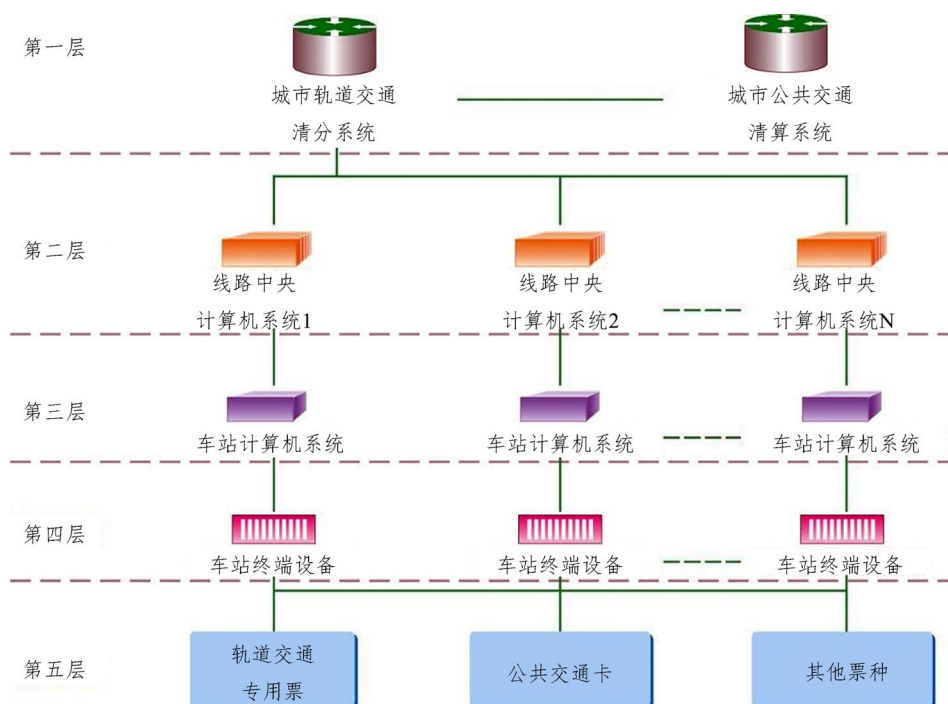 第一层
城市轨道交通
清分系统
城市公共交通
清算系统
第二层
线路中央
计算机系统1
线路中央
计算机系统2
线路中央
计算机系统N
第三层
车站计算机系统
车站计算机系统
车站计算机系统
第四层
车站终端设备
车站终端设备
车站终端设备
第五层
轨道交通
专用票
公共交通卡
其他票种